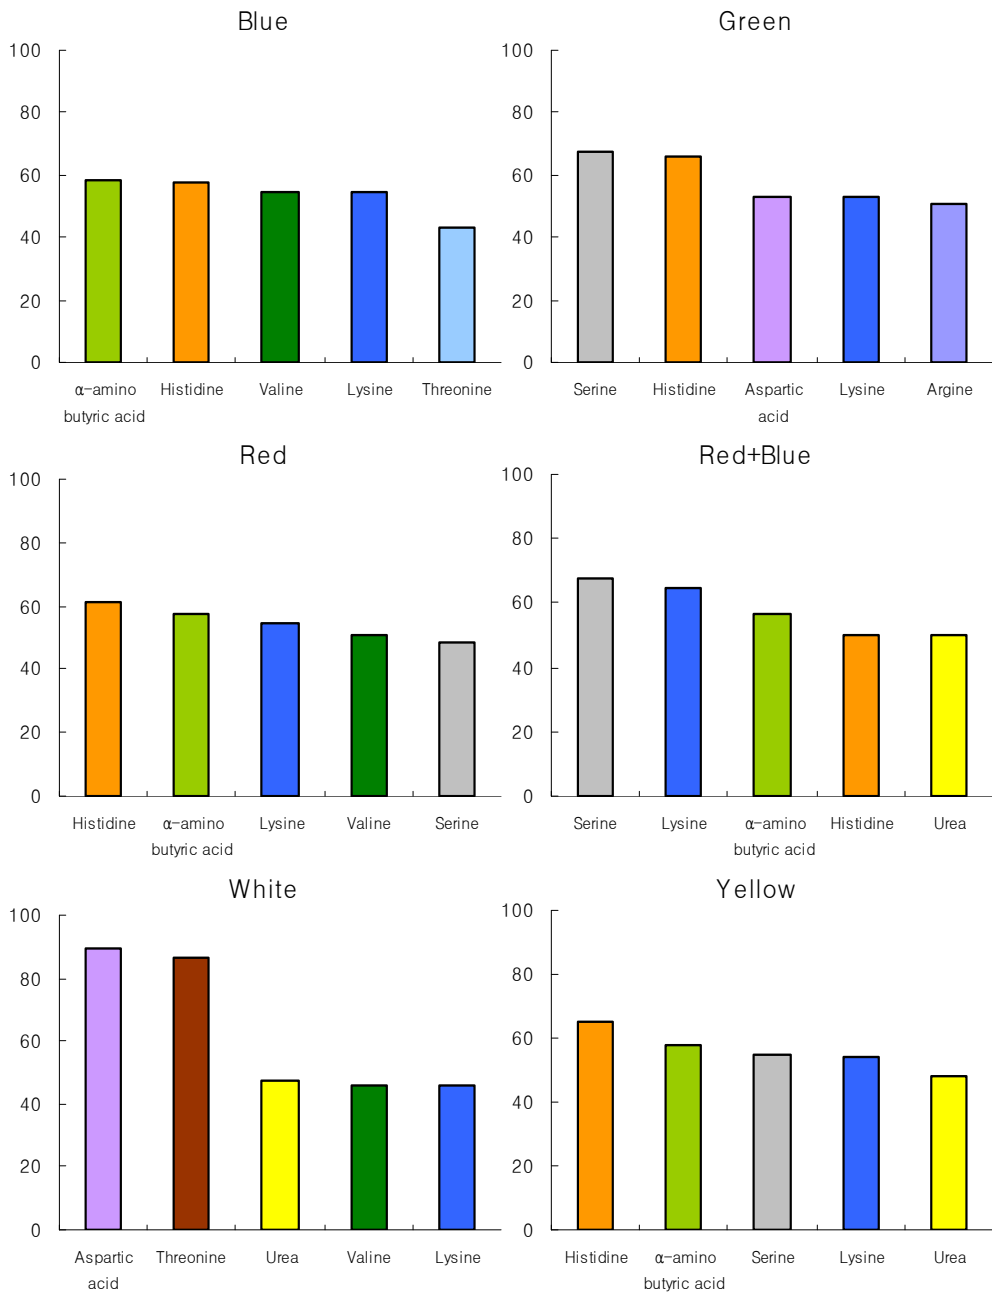 Blue
100
80
60
40
20
0
α-amino
butyric acid
Histidine
Valine
Lysine
Threonine
Green
100
80
60
40
20
0
Serine
Histidine
Aspartic
acid
Lysine
Argine
Red
100
80
60
40
20
0
Histidine
α-amino
butyric acid
Lysine
Valine
Serine
Red+Blue
100
80
60
40
20
0
Serine
Lysine
α-amino
butyric acid
Histidine
Urea
White
100
80
60
40
20
0
Aspartic
acid
Threonine
Urea
Valine
Lysine
Yellow
100
80
60
40
20
0
Histidine
α-amino
butyric acid
Serine
Lysine
Urea